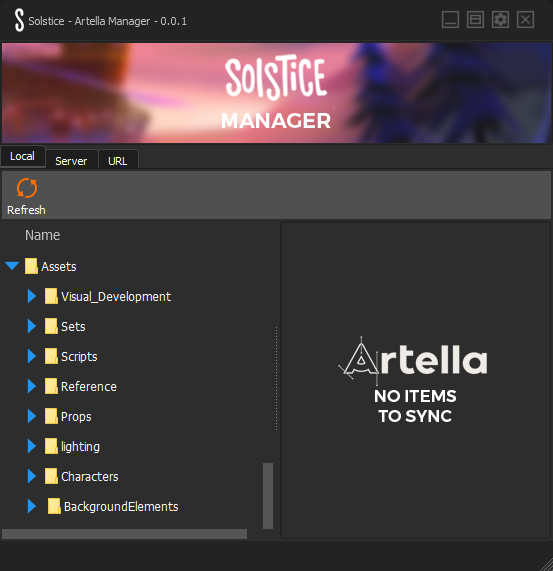 Solstice - Artella Manager - 0.0.1
SOLSTICE
MANAGER
Local
Server
URL
Refresh
Name
Assets
Visual_Development
Sets
Scripts
Reference
Props
lighting
Characters
BackgroundElements
Artella
NO ITEMS
TO SYNC